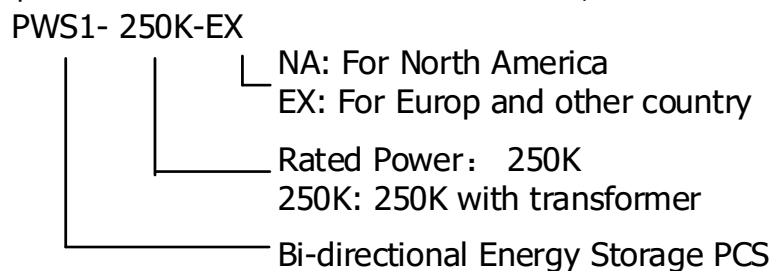 PWS1- 250K-EX
NA: For North America
EX: For Europ and other country
Rated Power： 250K
250K: 250K with transformer
Bi-directional Energy Storage PCS